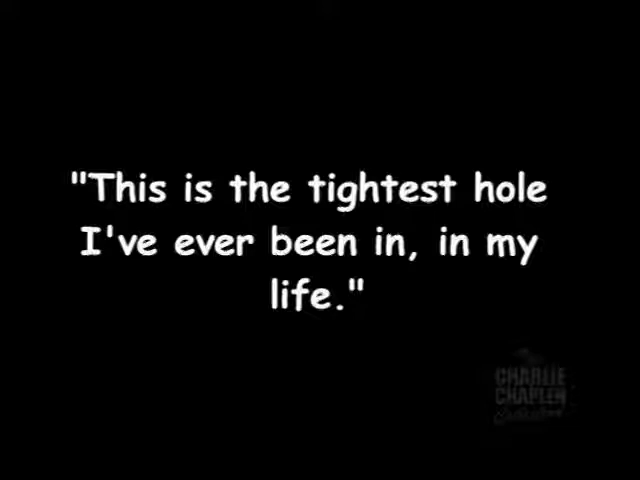 "This is the tightest hole
I've ever been in, in my
life."
CHARLIE
CHAPLIN